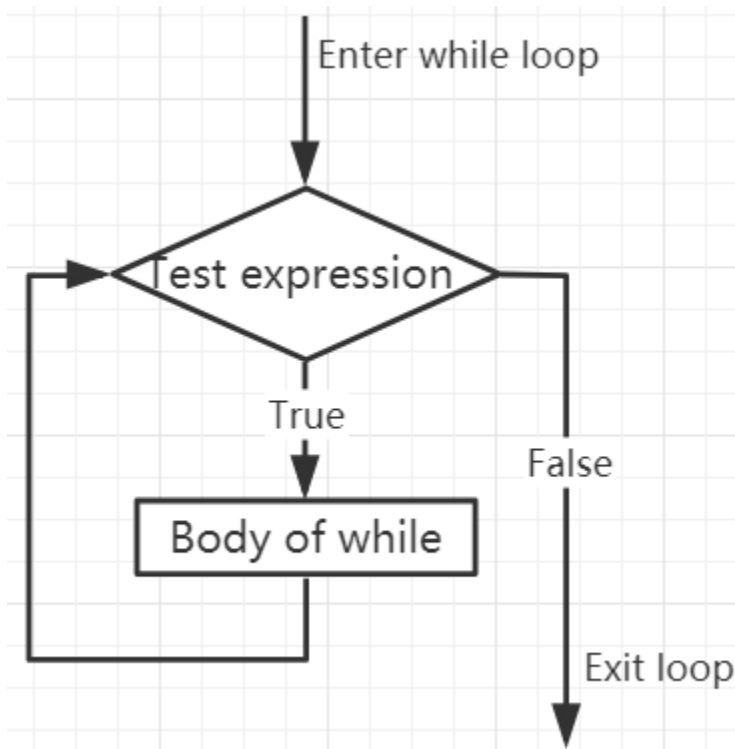 Enter while loop
Test expression
True
False
Body of while
Exit loop